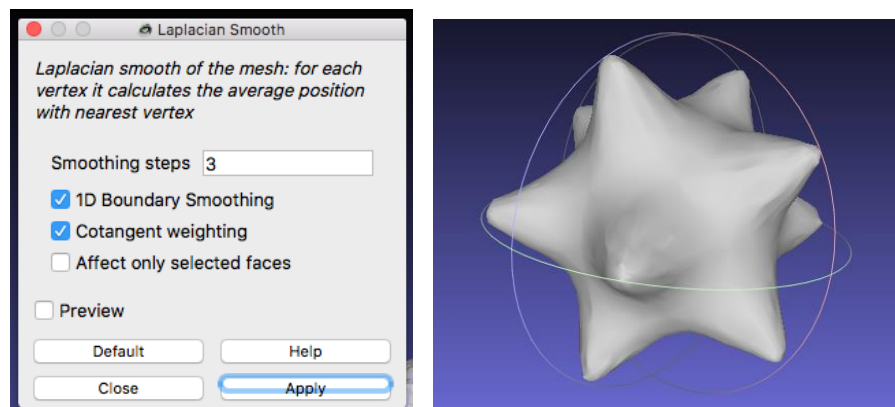 Laplacian Smooth
Laplacian smooth of the mesh: for each
vertex it calculates the average position
with nearest vertex
Smoothing steps 3
1D Boundary Smoothing
Cotangent weighting
Affect only selected faces
Preview
Default Help
Close Apply